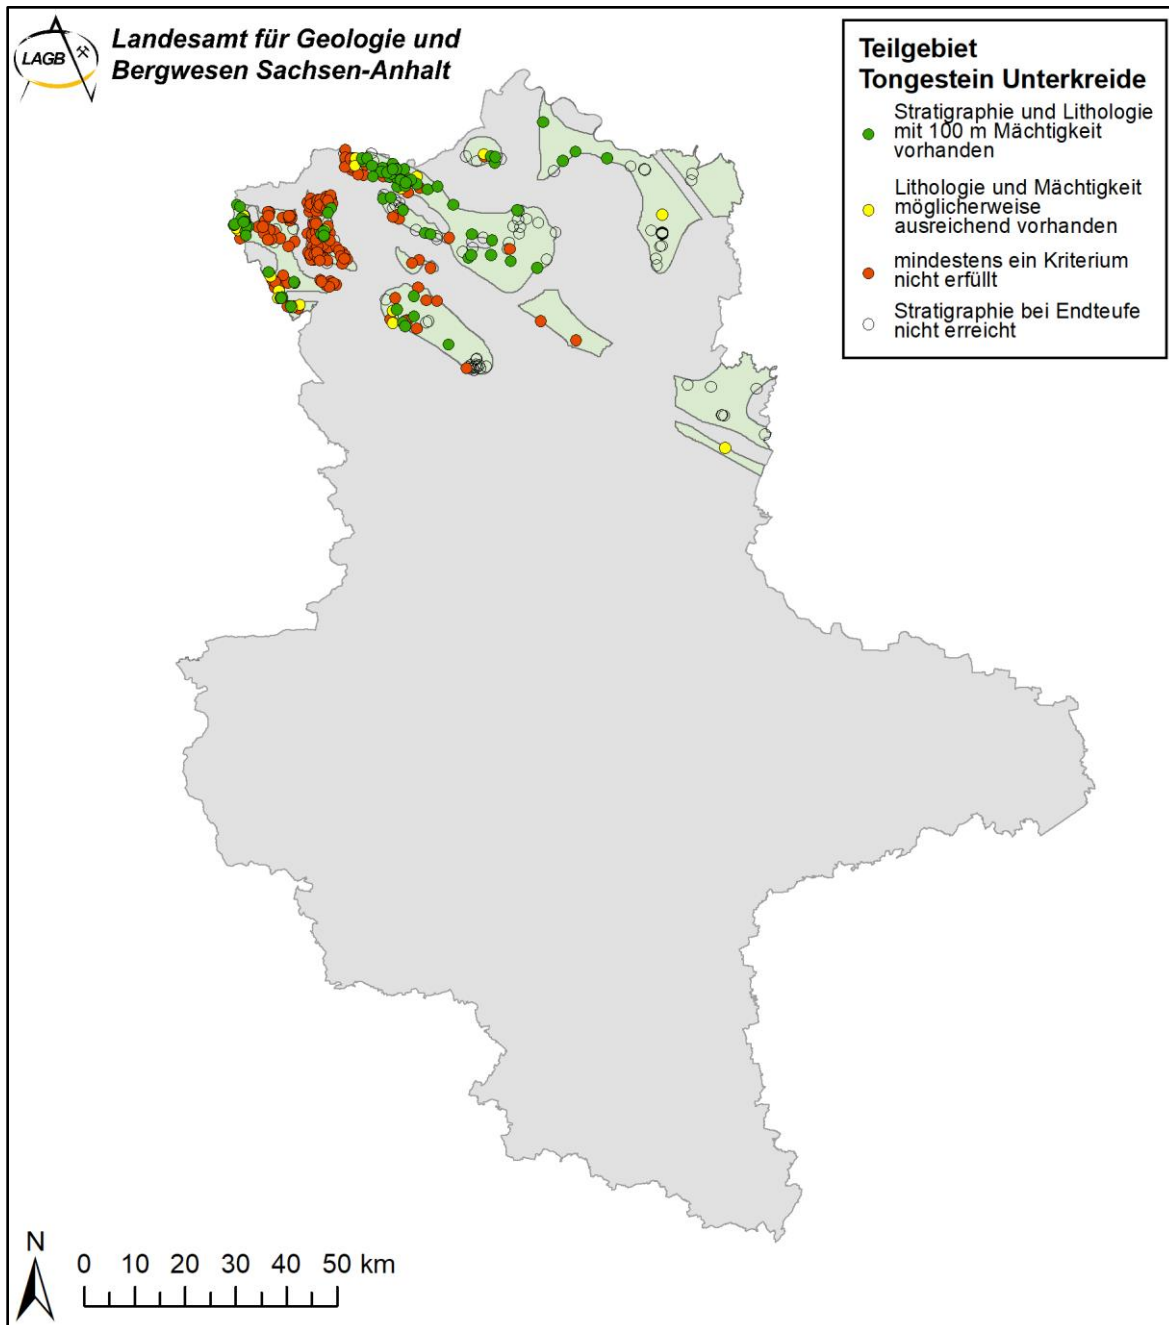 LAGB
Landesamt für Geologie und
Bergwesen Sachsen-Anhalt
Teilgebiet
Tongestein Unterkreide
Stratigraphie und Lithologie
mit 100 m Mächtigkeit
vorhanden
Lithologie und Mächtigkeit
möglicherweise
ausreichend vorhanden
mindestens ein Kriterium
nicht erfüllt
Stratigraphie bei Endteufe
nicht erreicht
N
0 10 20 30 40 50 km